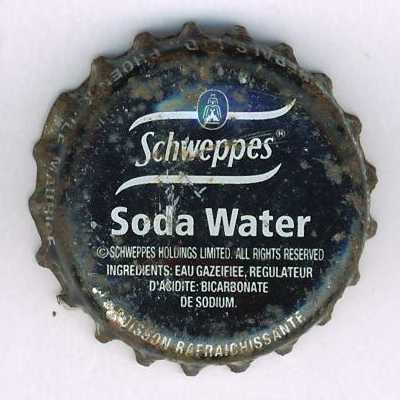 Schweppes®
Soda Water
© SCHWEPPES HOLDINGS LIMITED. ALL RIGHTS RESERVED
INGREDIENTS: EAU GAZEIFIEE, REGULATEUR
D'ACIDITE: BICARBONATE
DE SODIUM.
BOISSON RAFRAICHISSANTE